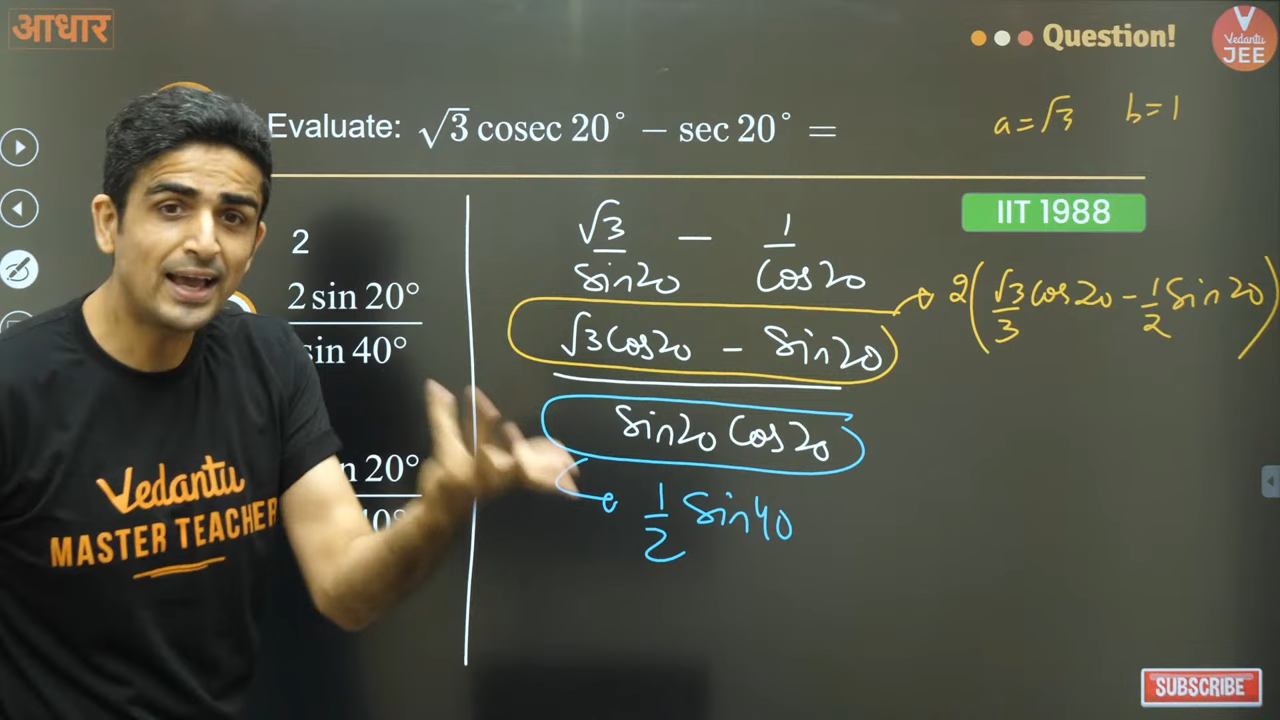 आधार
Question!
Vedantu
JEE
Evaluate: √3 cosec 20° − sec 20° =
a=√3 b=1
IIT 1988
2
2 sin 20°
sin 40°
n 20°
√3/sin20 − 1/Cos20
√3Cos20 − Sin20
Sin20 Cos20
1/2 Sin40
2(√3/3 Cos20 − 1/2 Sin20)
Vedantu
MASTER TEACHER
SUBSCRIBE